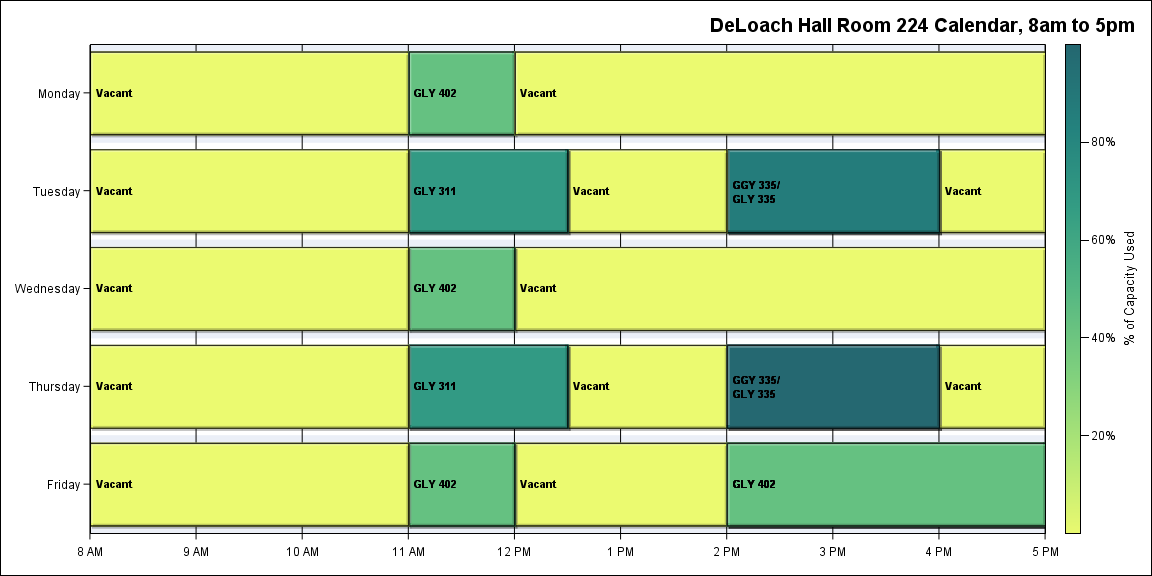 DeLoach Hall Room 224 Calendar, 8am to 5pm
Monday
Vacant
GLY 402
Vacant
Tuesday
Vacant
GLY 311
Vacant
GGY 335/
GLY 335
Vacant
Wednesday
Vacant
GLY 402
Vacant
Thursday
Vacant
GLY 311
Vacant
GGY 335/
GLY 335
Vacant
Friday
Vacant
GLY 402
Vacant
GLY 402
8 AM
9 AM
10 AM
11 AM
12 PM
1 PM
2 PM
3 PM
4 PM
5 PM
80%
60%
40%
20%
% of Capacity Used